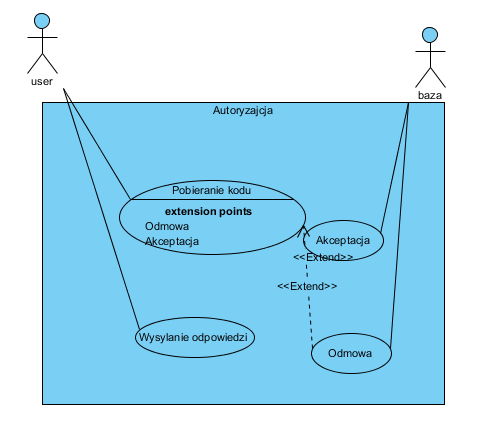 user
baza
Autoryzajcja
Pobieranie kodu
extension points
Odmowa
Akceptacja
Akceptacja
<<Extend>>
<<Extend>>
Wysylanie odpowiedzi
Odmowa